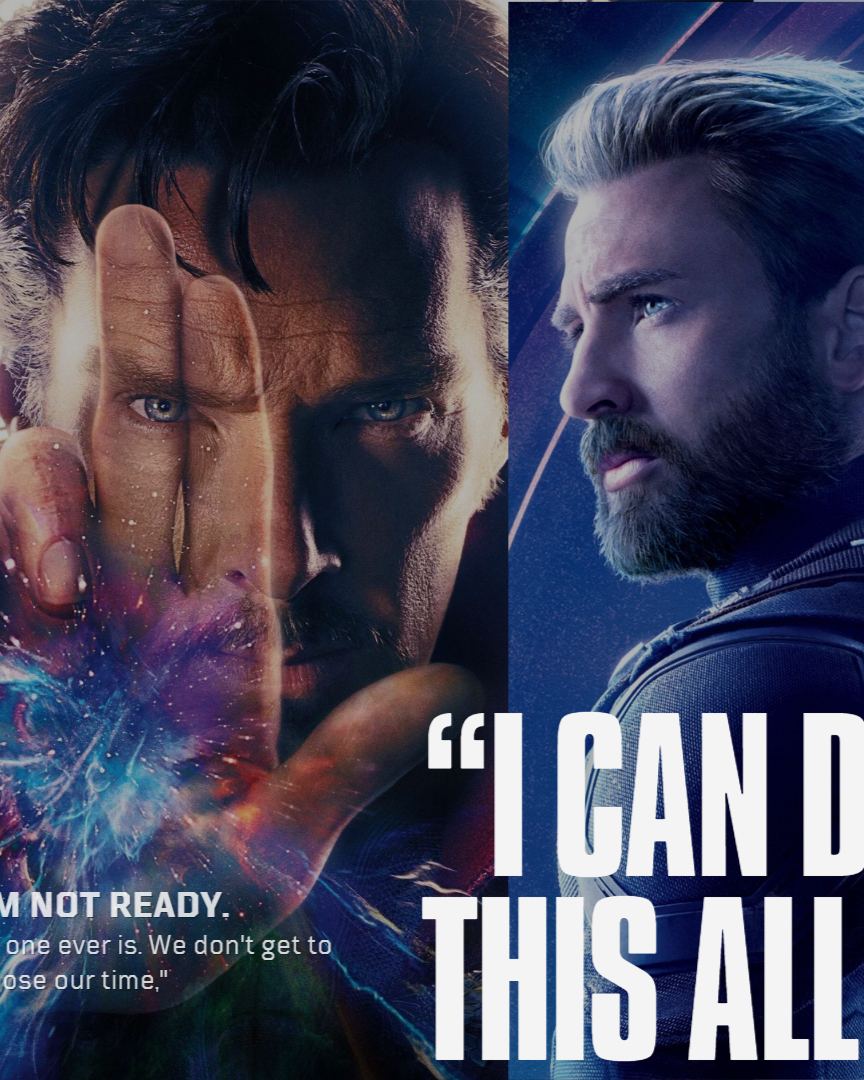 M NOT READY.
one ever is. We don't get to
ose our time,"
“I CAN D
THIS ALL